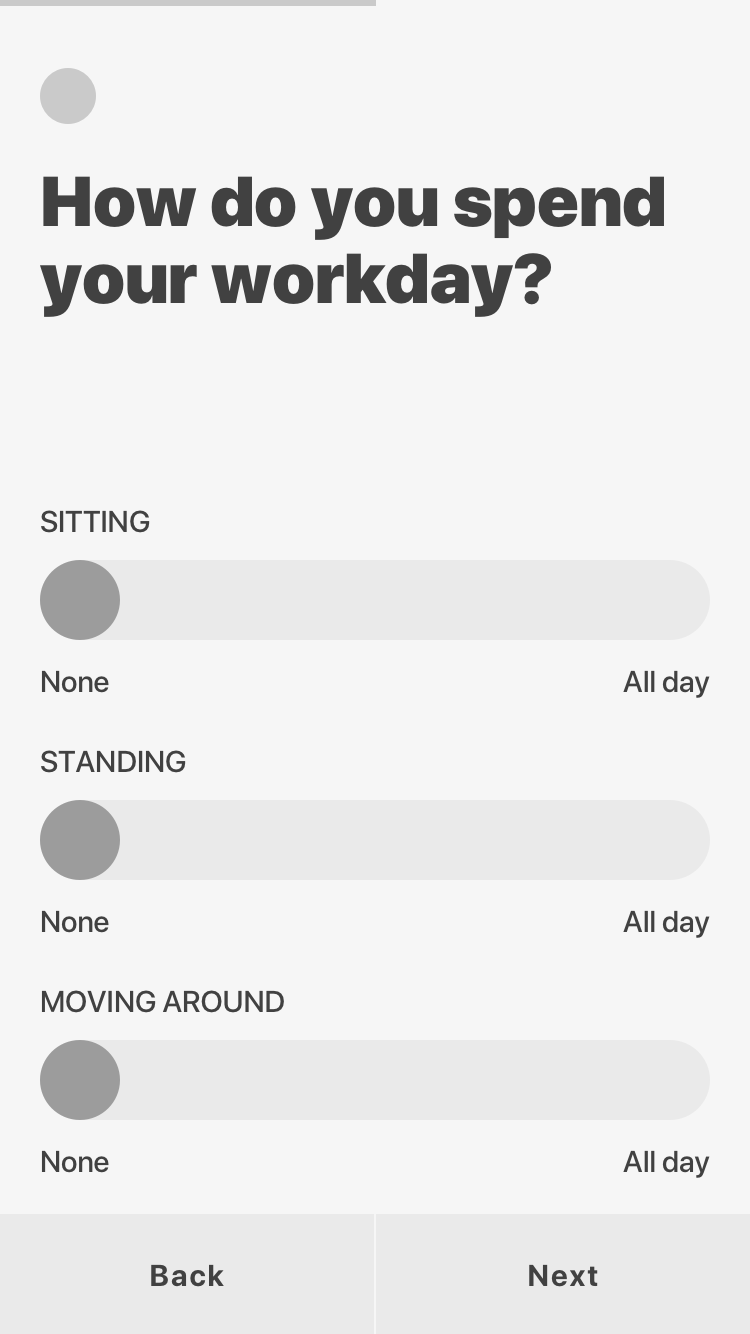 How do you spend
your workday?
SITTING
None All day
STANDING
None All day
MOVING AROUND
None All day
Back Next